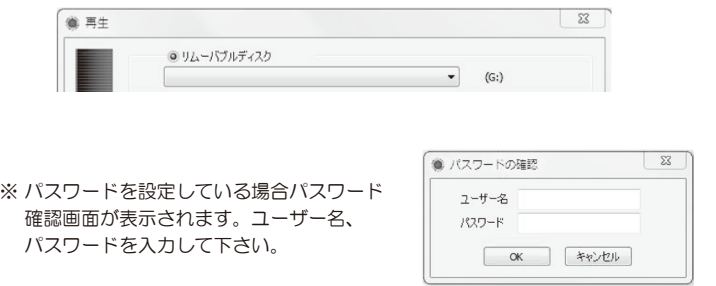 再生
リムーバブルディスク
(G:)
※ パスワードを設定している場合パスワード
確認画面が表示されます。ユーザー名、
パスワードを入力して下さい。
パスワードの確認
ユーザー名
パスワード
OK キャンセル